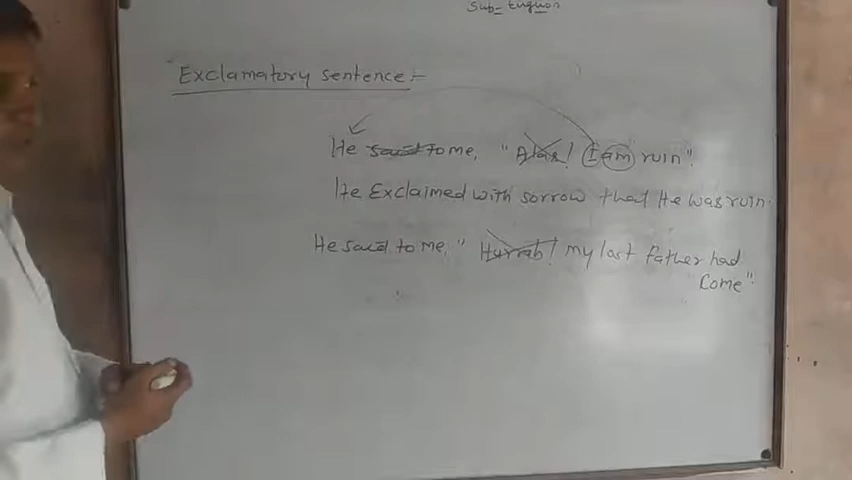 Sub-
Exclamatory sentence:-
He said to me, "Alas! I am ruin".
He Exclaimed with sorrow that He was ruin.
He said to me, " Hurrah! my last father had
Come".